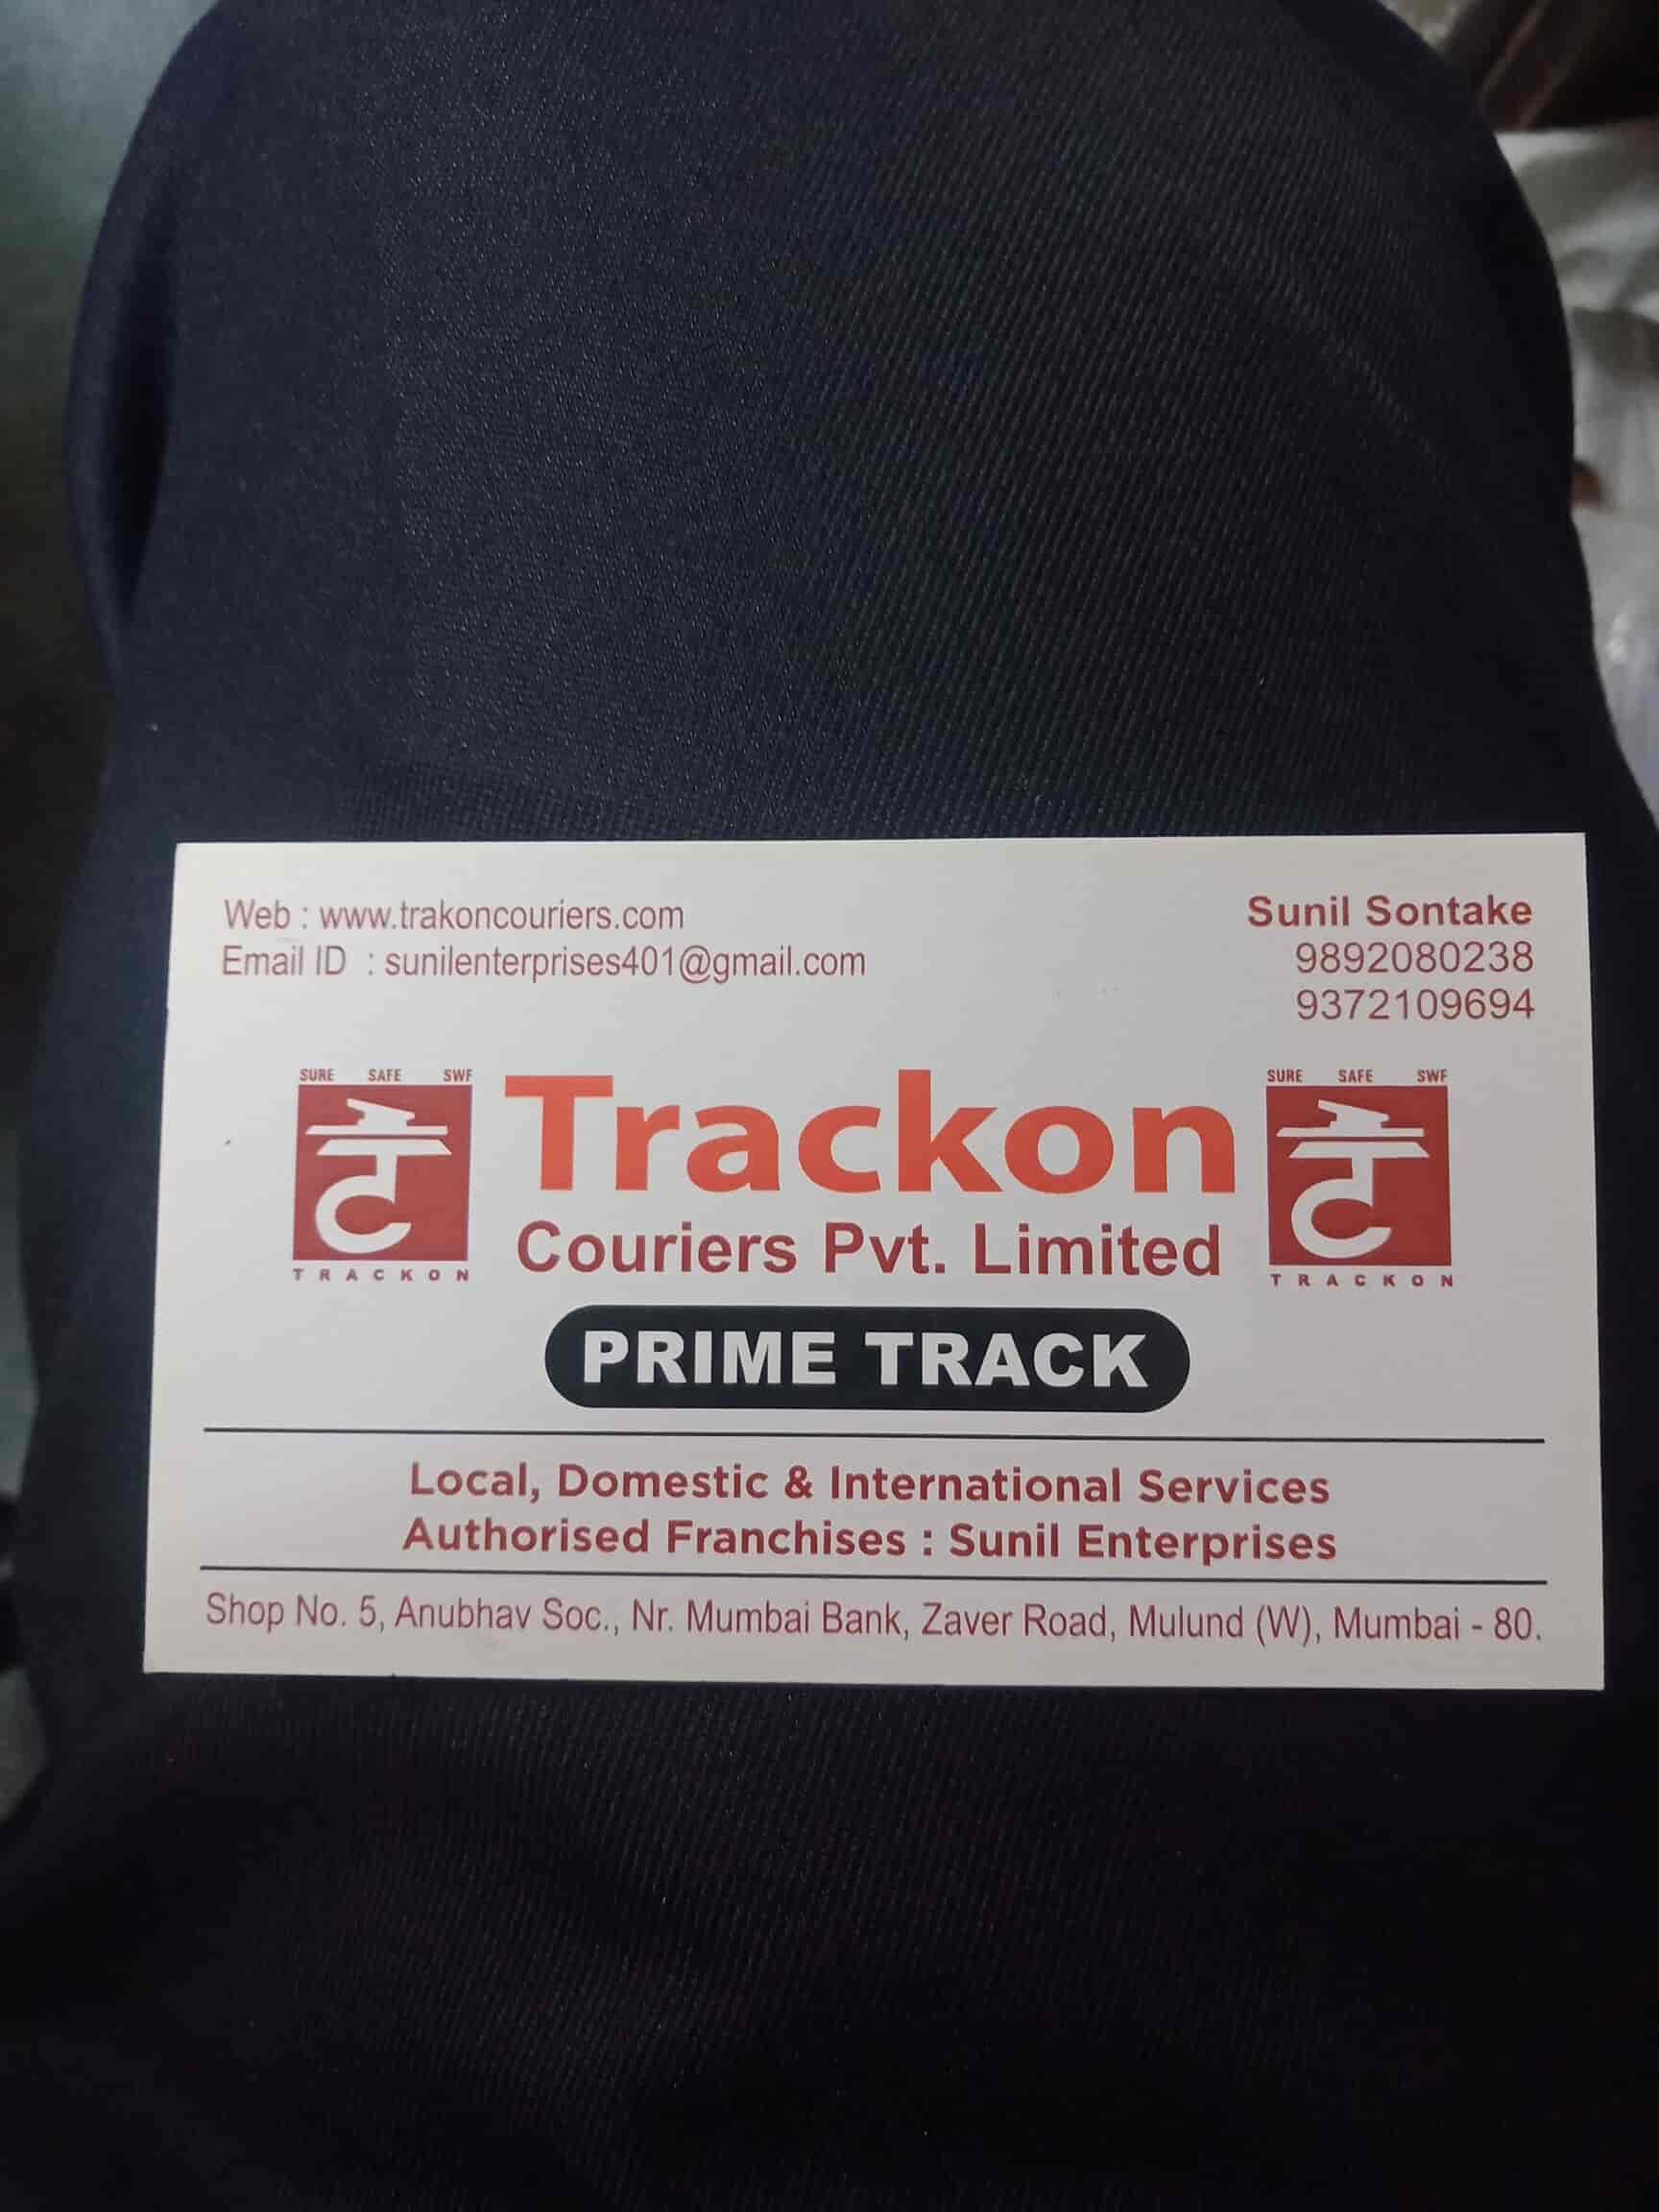 Web : www.trakoncouriers.com
Email ID : sunilenterprises401@gmail.com
Sunil Sontake
9892080238
9372109694
SURE SAFE SWF
TRACKON
Trackon
Couriers Pvt. Limited
SURE SAFE SWF
TRACKON
PRIME TRACK
Local, Domestic & International Services
Authorised Franchises : Sunil Enterprises
Shop No. 5, Anubhav Soc., Nr. Mumbai Bank, Zaver Road, Mulund (W), Mumbai - 80.